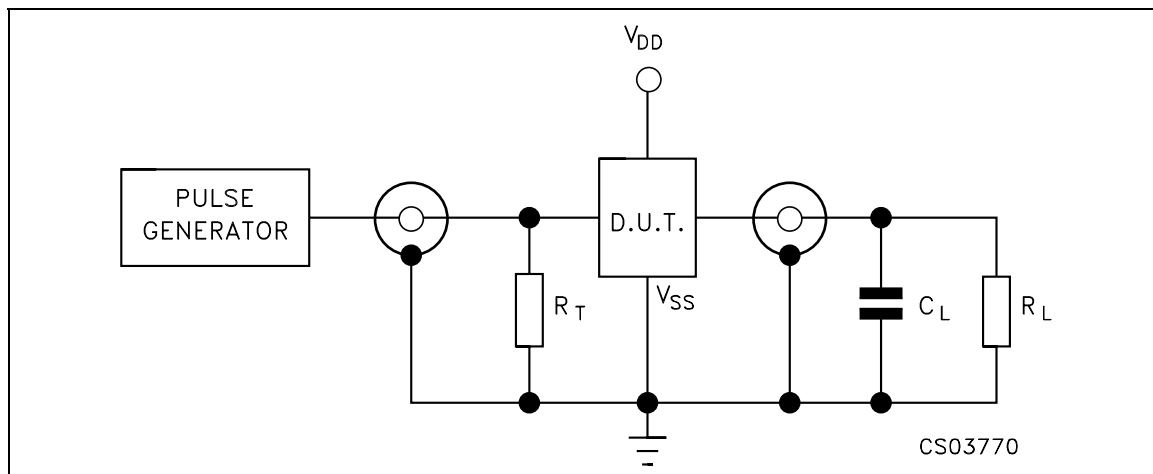 VDD
PULSE
GENERATOR
D.U.T.
RT
VSS
CL
RL
CS03770